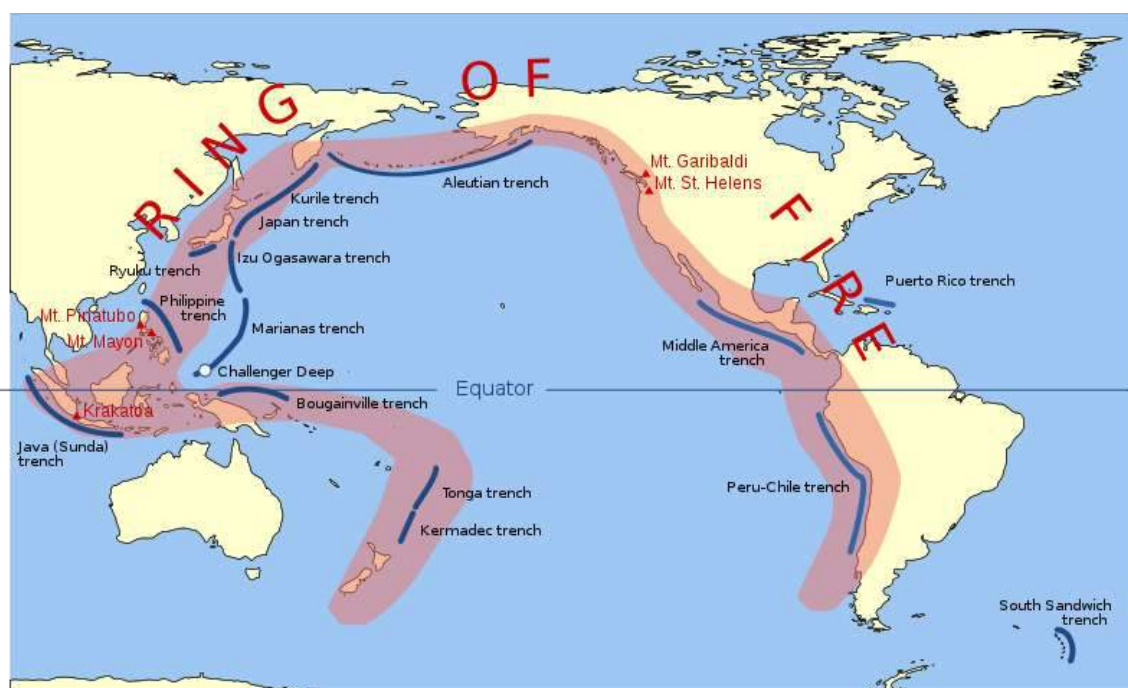 RING OF FIRE
Mt. Garibaldi
Mt. St. Helens
Aleutian trench
Kurile trench
Japan trench
Izu Ogasawara trench
Ryuku trench
Puerto Rico trench
Philippine
trench
Mt. Pinatubo
Marianas trench
Mt. Mayon
Middle America
trench
Challenger Deep
Equator
Bougainville trench
Krakatoa
Java (Sunda)
trench
Peru-Chile trench
Tonga trench
Kermadec trench
South Sandwich
trench